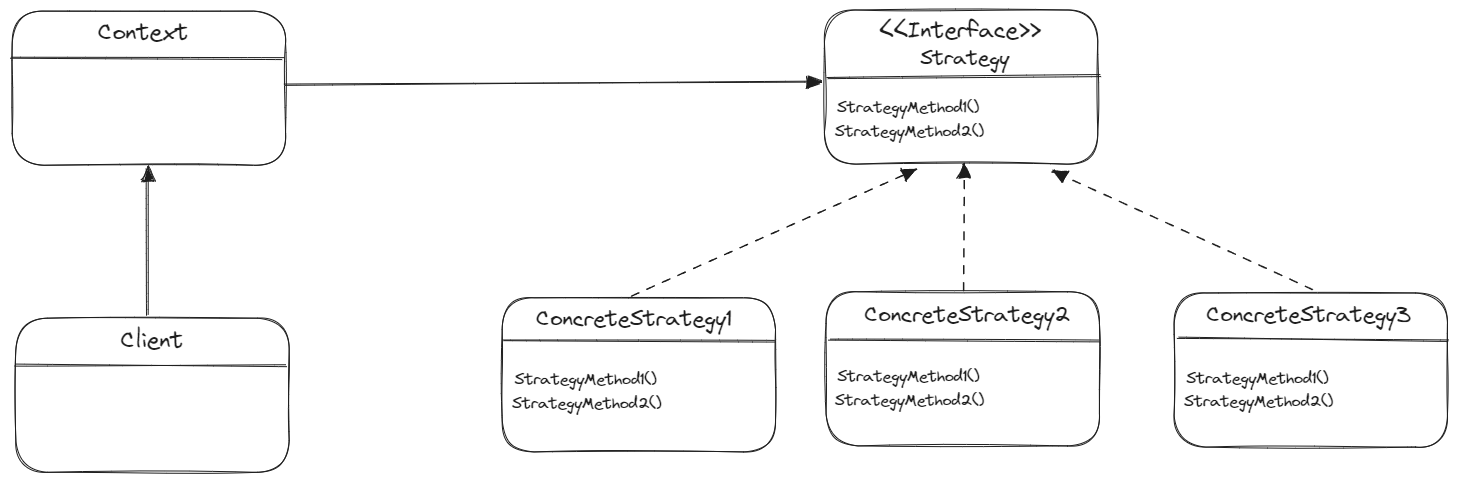 Context
<<Interface>>
Strategy
StrategyMethod1()
StrategyMethod2()
Client
ConcreteStrategy1
StrategyMethod1()
StrategyMethod2()
ConcreteStrategy2
StrategyMethod1()
StrategyMethod2()
ConcreteStrategy3
StrategyMethod1()
StrategyMethod2()